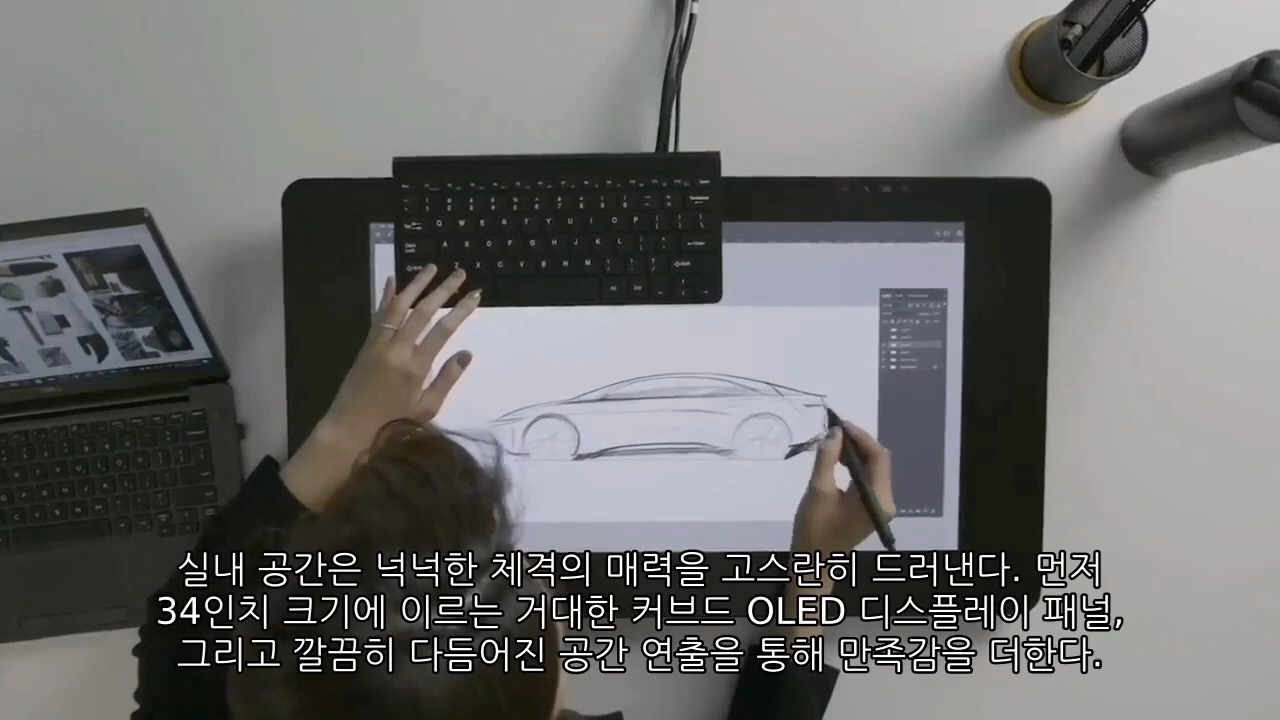 실내 공간은 넉넉한 체격의 매력을 고스란히 드러낸다. 먼저
34인치 크기에 이르는 거대한 커브드 OLED 디스플레이 패널,
그리고 깔끔히 다듬어진 공간 연출을 통해 만족감을 더한다.